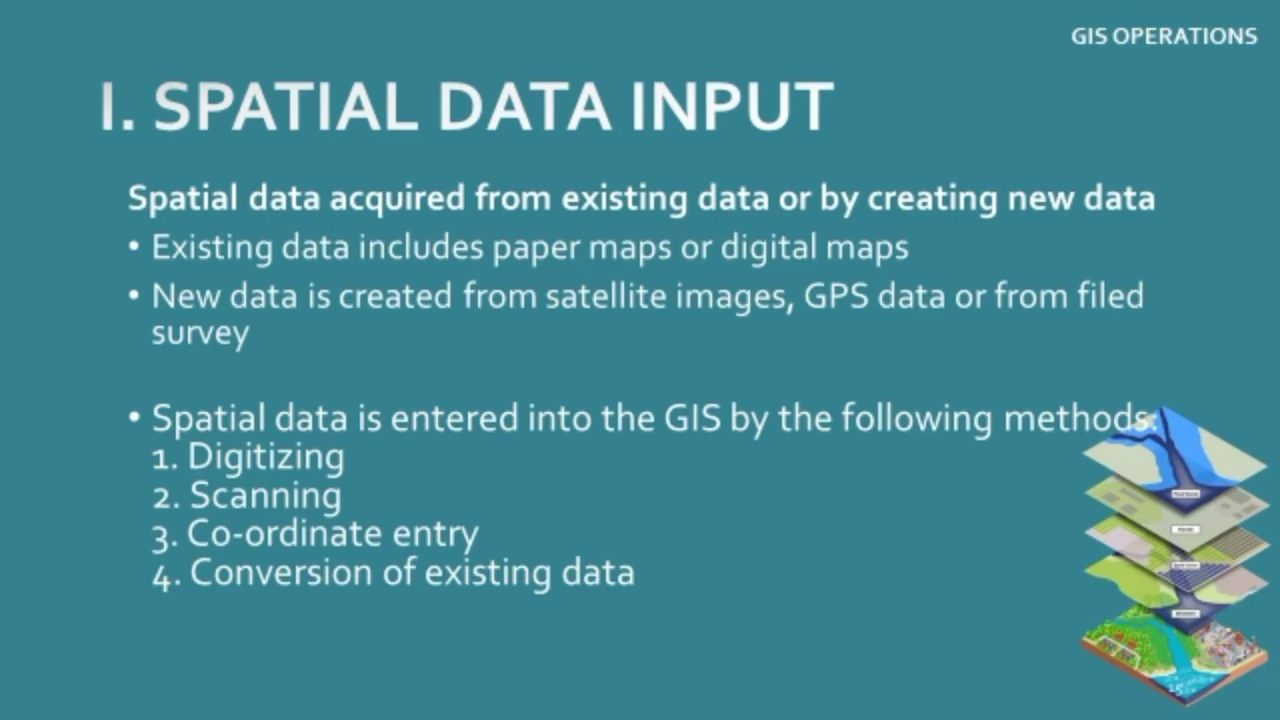 GIS OPERATIONS
I. SPATIAL DATA INPUT
Spatial data acquired from existing data or by creating new data
• Existing data includes paper maps or digital maps
• New data is created from satellite images, GPS data or from filed
survey
• Spatial data is entered into the GIS by the following methods:
1. Digitizing
2. Scanning
3. Co-ordinate entry
4. Conversion of existing data
15